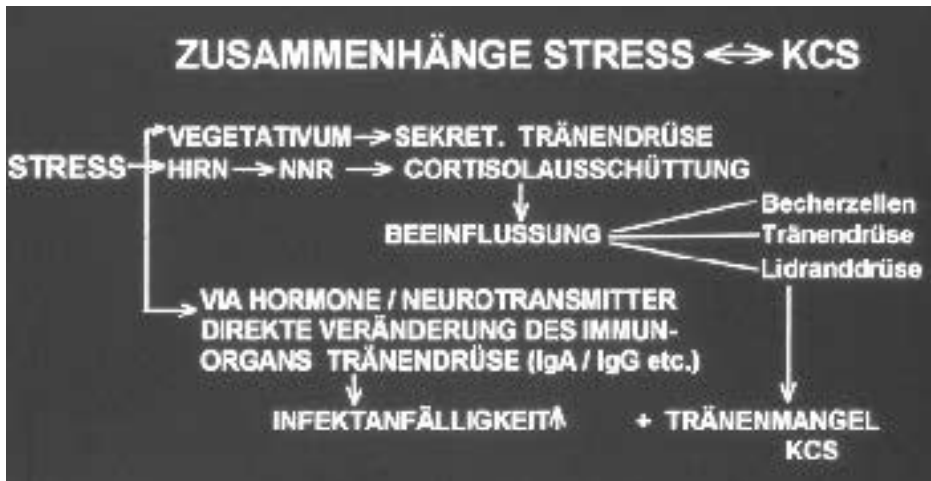 ZUSAMMENHÄNGE STRESS ↔ KCS
VEGETATIVUM → SEKRET. TRÄNENDRÜSE
STRESS → HIRN → NNR → CORTISOLAUSSCHÜTTUNG
BEEINFLUSSUNG
Becherzellen
Tränendrüse
Lidranddrüse
VIA HORMONE / NEUROTRANSMITTER
DIREKTE VERÄNDERUNG DES IMMUN-
ORGANS TRÄNENDRÜSE (IgA / IgG etc.)
INFEKTANFÄLLIGKEIT↑ + TRÄNENMANGEL
KCS